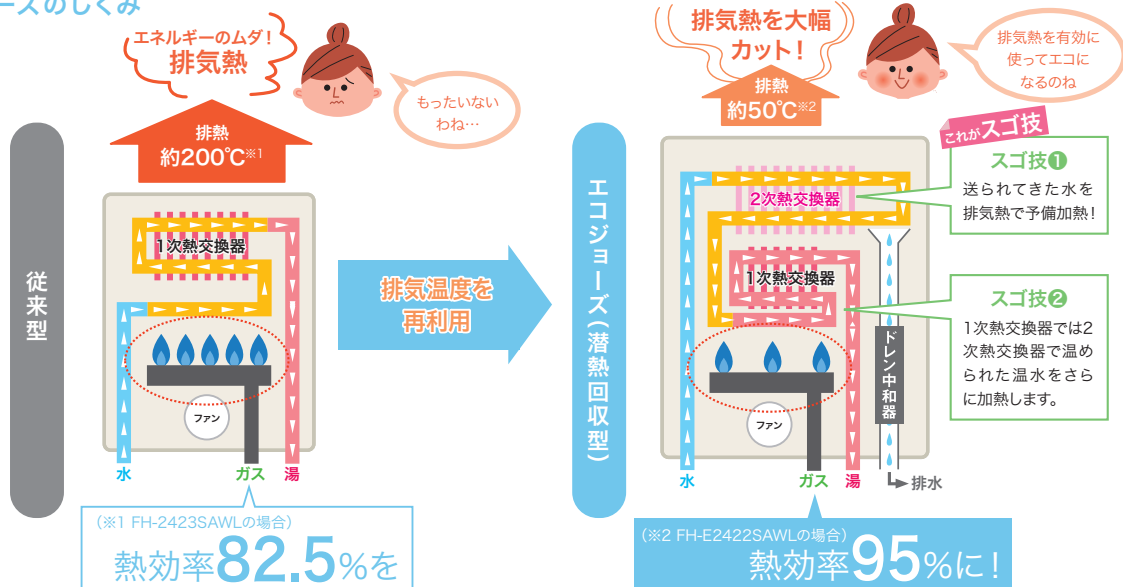 ーズのしくみ
エネルギーのムダ!
排気熱
もったいない
わね…
排熱
約200℃※1
従来型
1次熱交換器
ファン
水
ガス
湯
(※1 FH-2423SAWLの場合)
熱効率82.5%を
排気温度を
再利用
排気熱を大幅
カット!
排気熱を有効に
使ってエコに
なるのね
排熱
約50℃※2
エコジョーズ(潜熱回収型)
2次熱交換器
1次熱交換器
ファン
ドレン中和器
水
ガス
湯
排水
これがスゴ技
スゴ技❶
送られてきた水を
排気熱で予備加熱!
スゴ技❷
1次熱交換器では2
次熱交換器で温め
られた温水をさら
に加熱します。
(※2 FH-E2422SAWLの場合)
熱効率95%に!